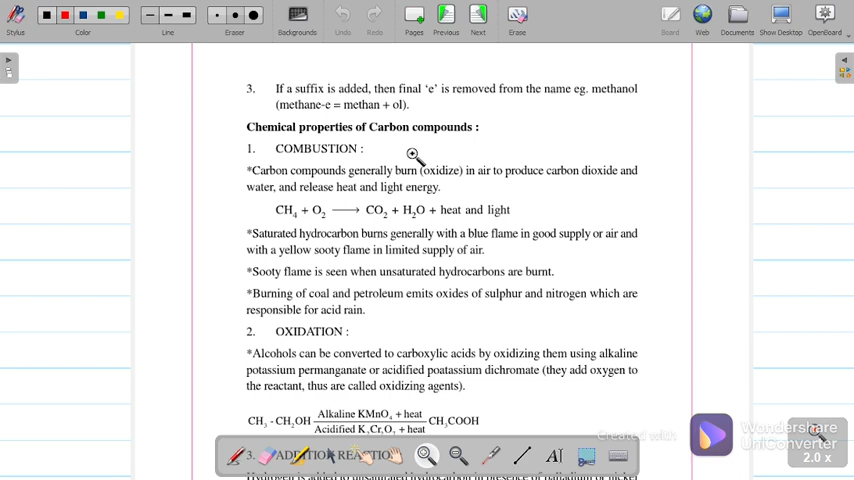 Stylus Color Line Eraser Backgrounds Undo Redo Pages Previous Next Erase Board Web Documents Show Desktop OpenBoard
3. If a suffix is added, then final ‘e’ is removed from the name eg. methanol
(methane-e = methan + ol).
Chemical properties of Carbon compounds :
1. COMBUSTION :
*Carbon compounds generally burn (oxidize) in air to produce carbon dioxide and
water, and release heat and light energy.
CH4 + O2 ⟶ CO2 + H2O + heat and light
*Saturated hydrocarbon burns generally with a blue flame in good supply or air and
with a yellow sooty flame in limited supply of air.
*Sooty flame is seen when unsaturated hydrocarbons are burnt.
*Burning of coal and petroleum emits oxides of sulphur and nitrogen which are
responsible for acid rain.
2. OXIDATION :
*Alcohols can be converted to carboxylic acids by oxidizing them using alkaline
potassium permanganate or acidified poatassium dichromate (they add oxygen to
the reactant, thus are called oxidizing agents).
Alkaline KMnO4 + heat
CH3 - CH2OH CH3COOH
Acidified K2Cr2O7 + heat
Created with
Wondershare
UniConverter
2.0 x
3. ADDITION REACTION